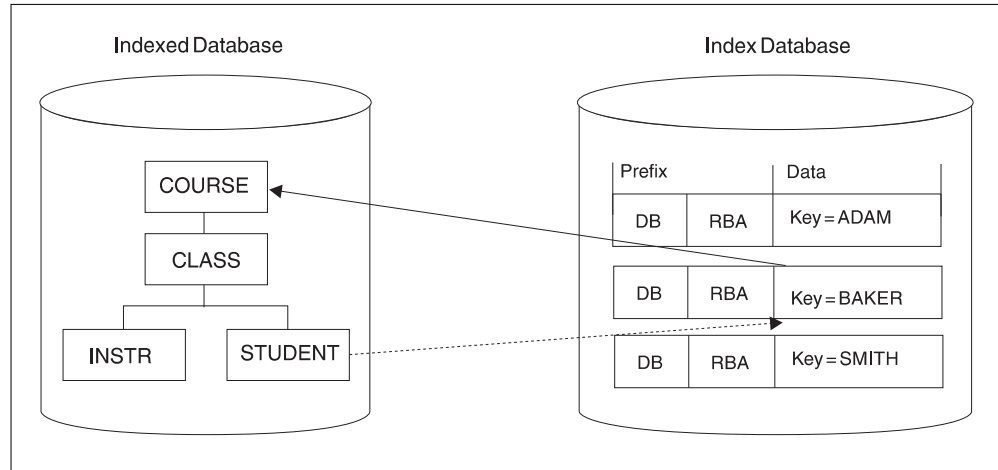 Indexed Database
Index Database
COURSE
CLASS
INSTR
STUDENT
Prefix
Data
DB
RBA
Key=ADAM
DB
RBA
Key=BAKER
DB
RBA
Key=SMITH